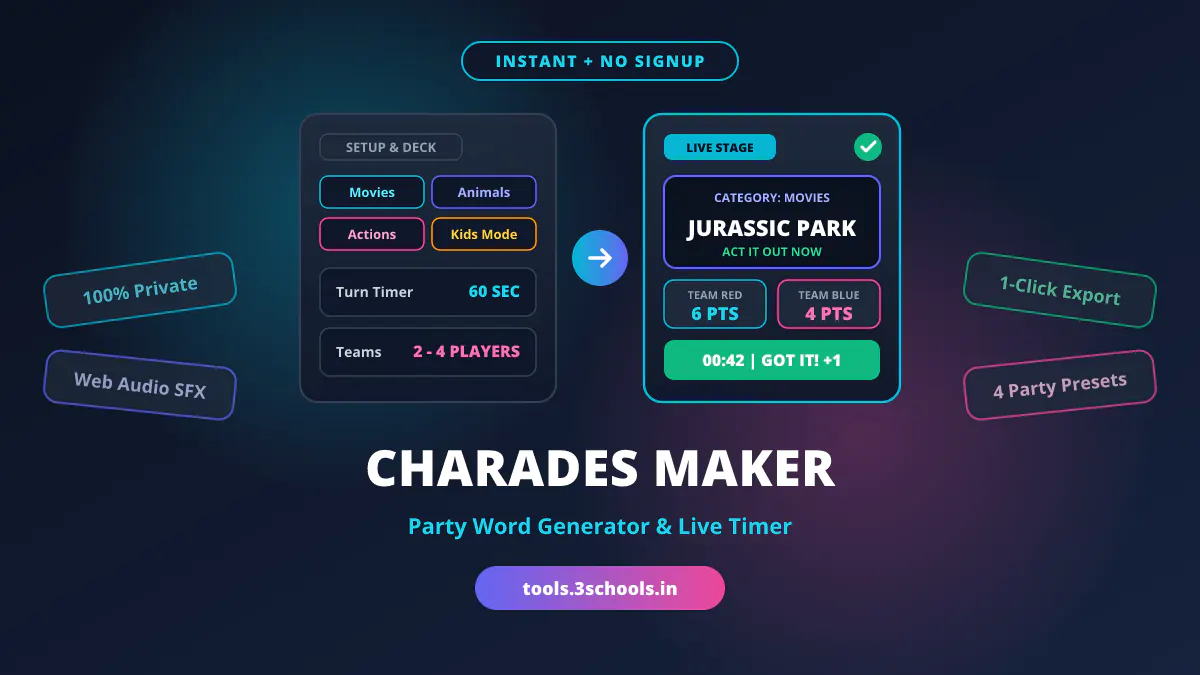 INSTANT + NO SIGNUP
SETUP & DECK
Movies
Animals
Actions
Kids Mode
Turn Timer
60 SEC
Teams
2 - 4 PLAYERS
LIVE STAGE
CATEGORY: MOVIES
JURASSIC PARK
ACT IT OUT NOW
TEAM RED
6 PTS
TEAM BLUE
4 PTS
00:42 | GOT IT! +1
100% Private
Web Audio SFX
1-Click Export
4 Party Presets
CHARADES MAKER
Party Word Generator & Live Timer
tools.3schools.in